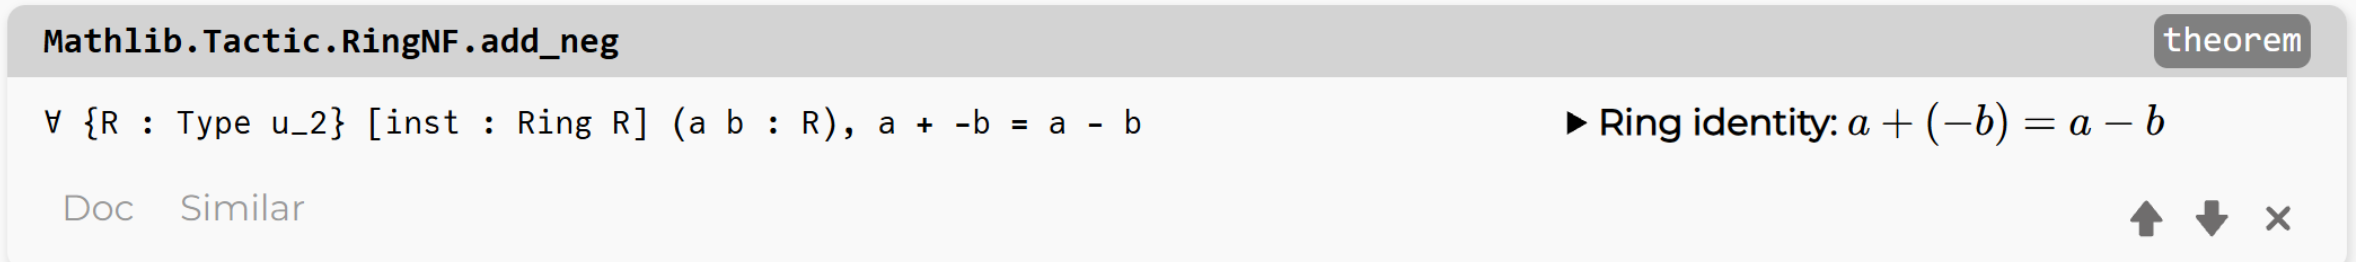 Mathlib.Tactic.RingNF.add_neg theorem
∀ {R : Type u_2} [inst : Ring R] (a b : R), a + -b = a - b ▶ Ring identity: a + (−b) = a − b
Doc Similar